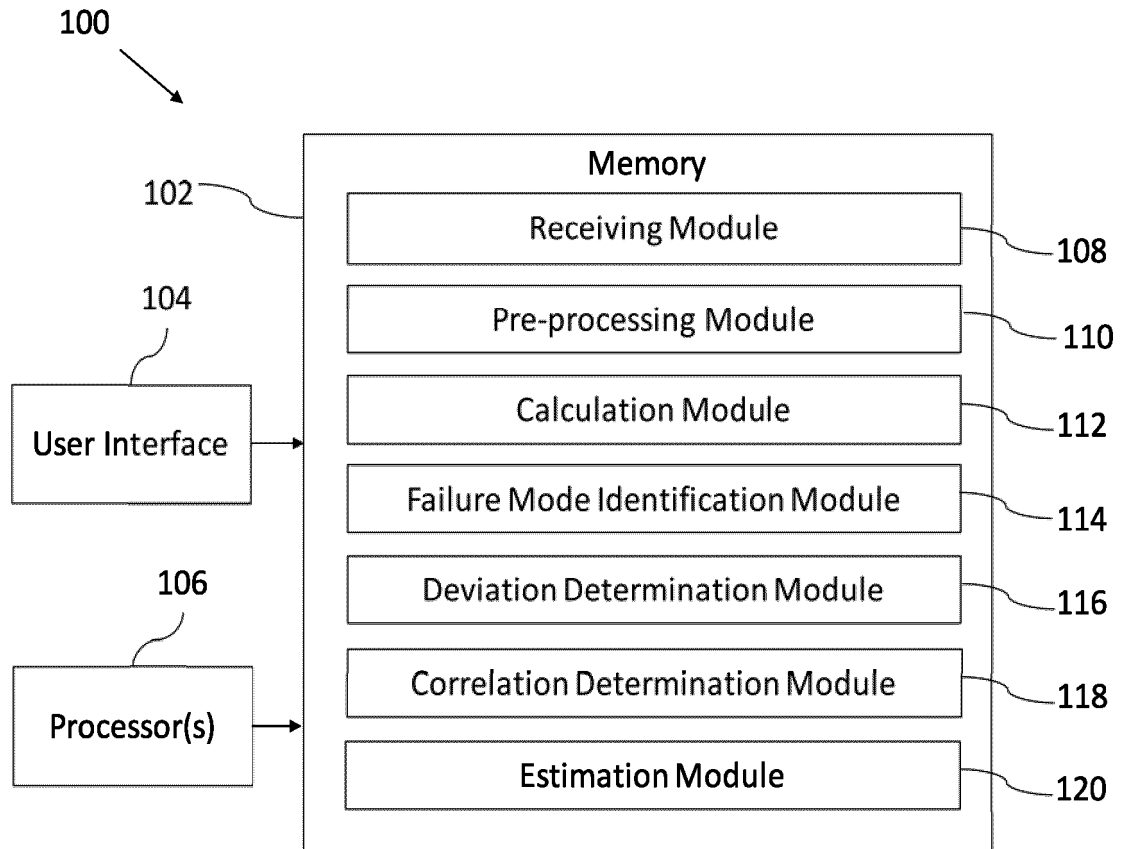 100
Memory
102
Receiving Module
108
104
Pre-processing Module
110
Calculation Module
112
User Interface
Failure Mode Identification Module
114
106
Deviation Determination Module
116
Correlation Determination Module
118
Processor(s)
Estimation Module
120